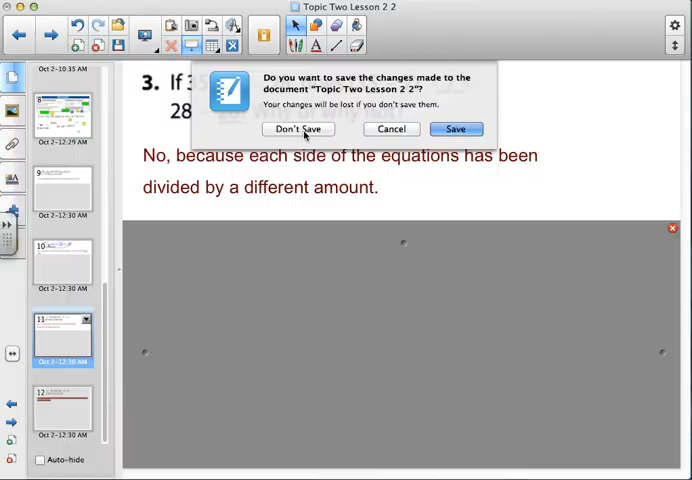 Topic Two Lesson 2 2
Oct 2-10:35 AM
8
Oct 2-12:29 AM
9
Oct 2-12:30 AM
10
Oct 2-12:30 AM
11
Oct 2-12:30 AM
12
Oct 2-12:30 AM
Auto-hide
3. If 35
28
Do you want to save the changes made to the
document "Topic Two Lesson 2 2"?
Your changes will be lost if you don't save them.
Don't Save
Cancel
Save
No, because each side of the equations has been
divided by a different amount.